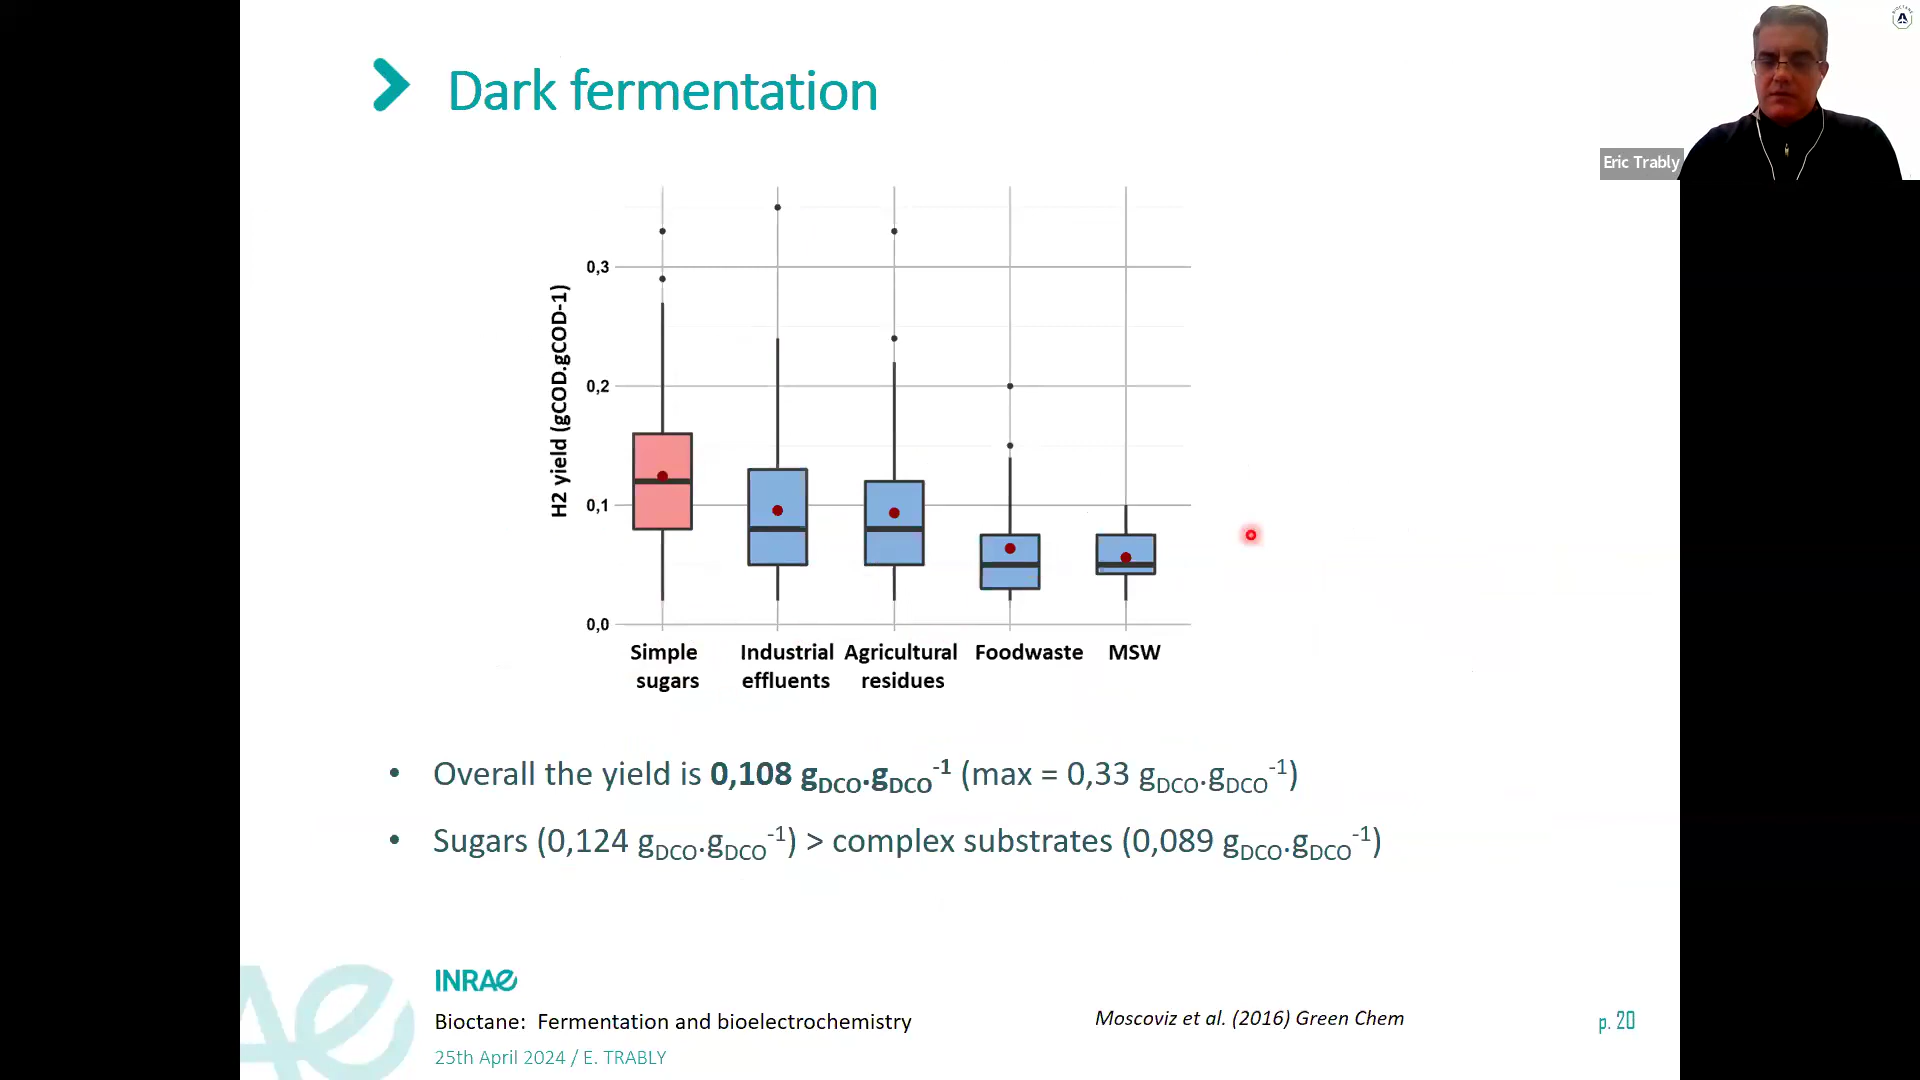 Dark fermentation
Eric Trably
H2 yield (gCOD.gCOD-1)
0,3
0,2
0,1
0,0
Simple sugars
Industrial effluents
Agricultural residues
Foodwaste
MSW
• Overall the yield is 0,108 gDCO.gDCO-1 (max = 0,33 gDCO.gDCO-1)
• Sugars (0,124 gDCO.gDCO-1) > complex substrates (0,089 gDCO.gDCO-1)
INRAE
Bioctane: Fermentation and bioelectrochemistry
Moscoviz et al. (2016) Green Chem
p. 20
25th April 2024 / E. TRABLY